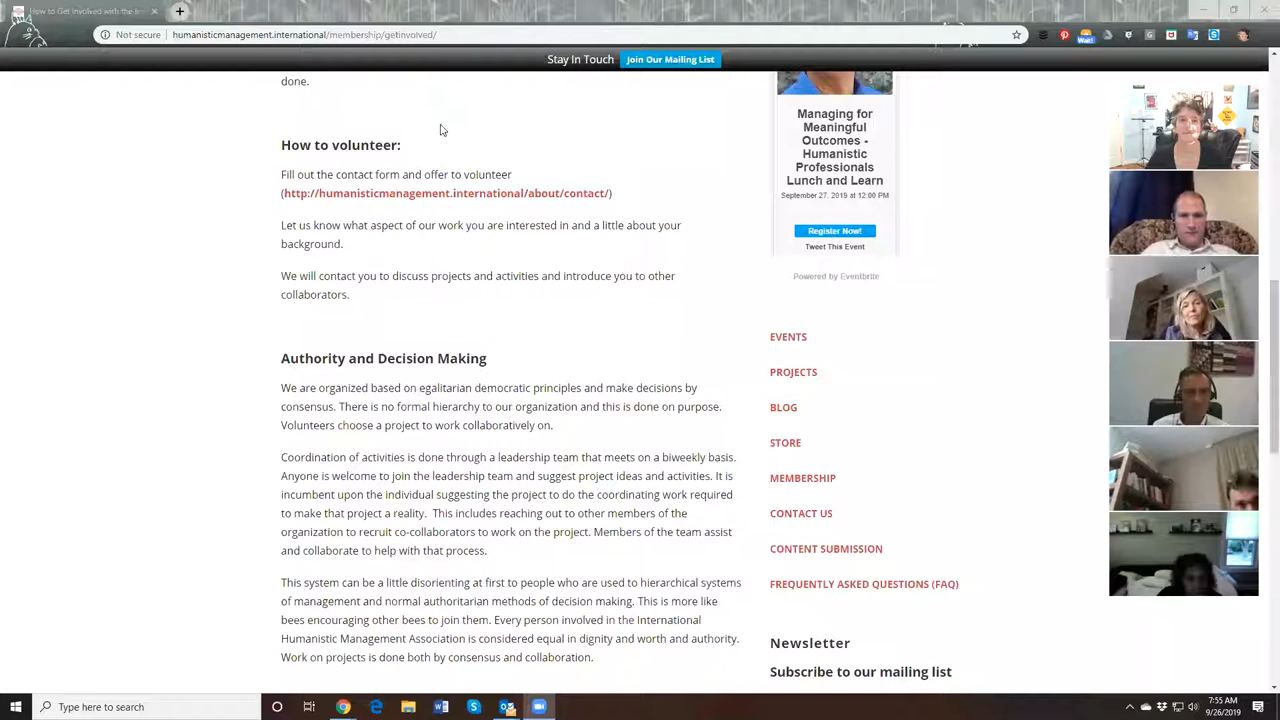 How to Get Involved with the In
Not secure
humanisticmanagement.international/membership/getinvolved/
Stay In Touch
Join Our Mailing List
done.
How to volunteer:
Fill out the contact form and offer to volunteer
(http://humanisticmanagement.international/about/contact/)
Let us know what aspect of our work you are interested in and a little about your
background.
We will contact you to discuss projects and activities and introduce you to other
collaborators.
Authority and Decision Making
We are organized based on egalitarian democratic principles and make decisions by
consensus. There is no formal hierarchy to our organization and this is done on purpose.
Volunteers choose a project to work collaboratively on.
Coordination of activities is done through a leadership team that meets on a biweekly basis.
Anyone is welcome to join the leadership team and suggest project ideas and activities. It is
incumbent upon the individual suggesting the project to do the coordinating work required
to make that project a reality. This includes reaching out to other members of the
organization to recruit co-collaborators to work on the project. Members of the team assist
and collaborate to help with that process.
This system can be a little disorienting at first to people who are used to hierarchical systems
of management and normal authoritarian methods of decision making. This is more like
bees encouraging other bees to join them. Every person involved in the International
Humanistic Management Association is considered equal in dignity and worth and authority.
Work on projects is done both by consensus and collaboration.
Managing for
Meaningful
Outcomes -
Humanistic
Professionals
Lunch and Learn
September 27, 2019 at 12:00 PM
Register Now!
Tweet This Event
Powered by Eventbrite
EVENTS
PROJECTS
BLOG
STORE
MEMBERSHIP
CONTACT US
CONTENT SUBMISSION
FREQUENTLY ASKED QUESTIONS (FAQ)
Newsletter
Subscribe to our mailing list
Type here to search
7:55 AM
9/26/2019